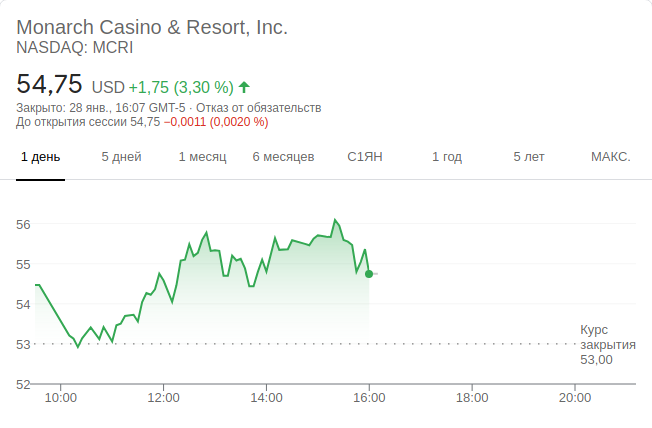 Monarch Casino & Resort, Inc.
NASDAQ: MCRI
54,75 USD +1,75 (3,30 %)
Закрыто: 28 янв., 16:07 GMT-5 · Отказ от обязательств
До открытия сессии 54,75 −0,0011 (0,0020 %)
1 день 5 дней 1 месяц 6 месяцев С1ЯН 1 год 5 лет МАКС.
56
55
54
53
52
Курс
закрытия
53,00
10:00 12:00 14:00 16:00 18:00 20:00